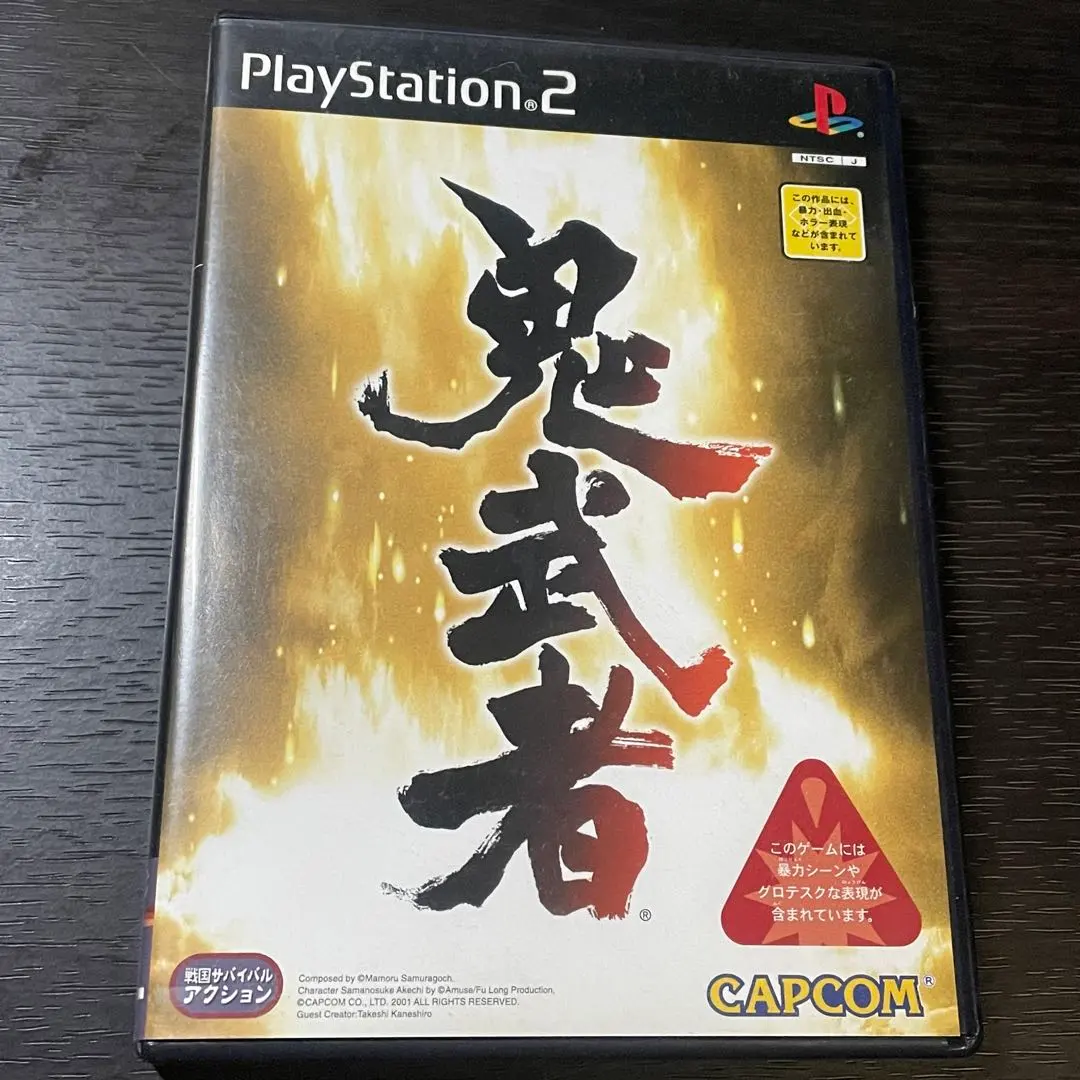 PlayStation®2
NTSC J
この作品には、
暴力・出血・
ホラー表現
などが含まれて
います。
鬼武者®
このゲームには
暴力シーンや
グロテスクな表現が
含まれています。
戦国サバイバル
アクション
Composed by ©Mamoru Samuragoch.
Character Samanosuke Akechi by ©Amuse/Fu Long Production,
©CAPCOM CO., LTD. 2001 ALL RIGHTS RESERVED.
Guest Creator:Takeshi Kaneshiro
CAPCOM®